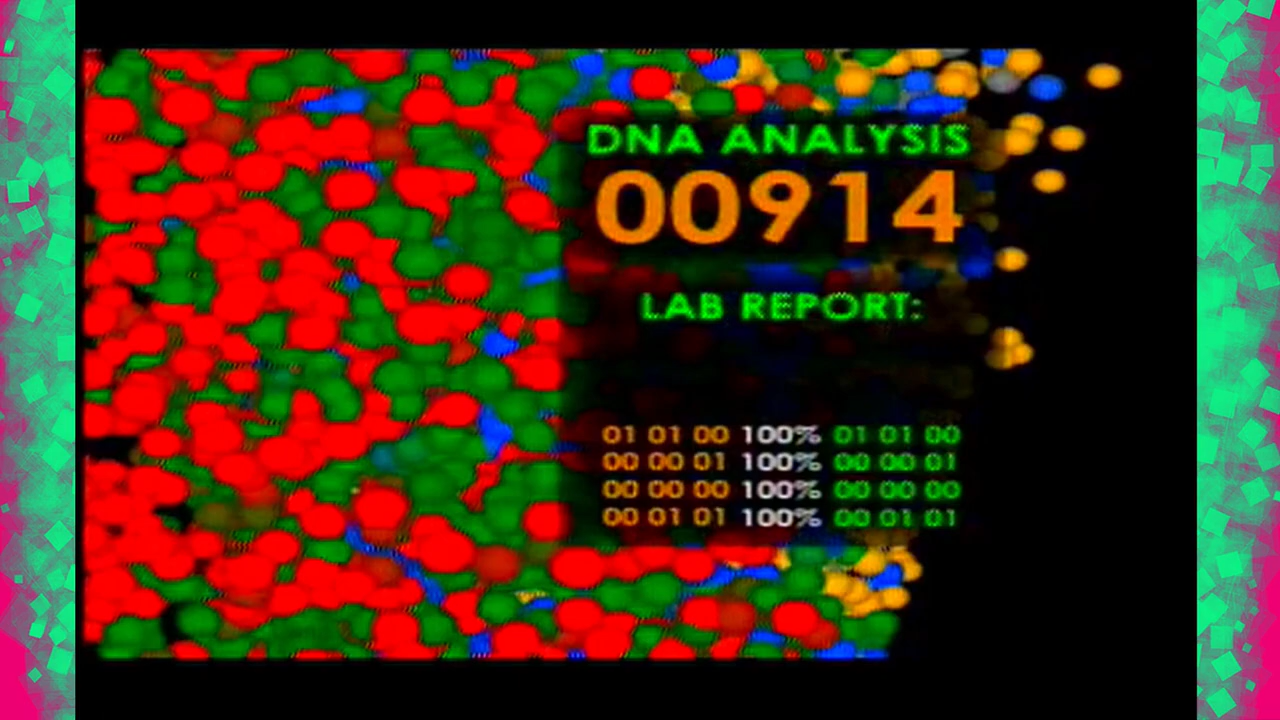 DNA ANALYSIS
00914
LAB REPORT:
01 01 00 100% 01 01 00
00 00 01 100% 00 00 01
00 00 00 100% 00 00 00
00 01 01 100% 00 01 01